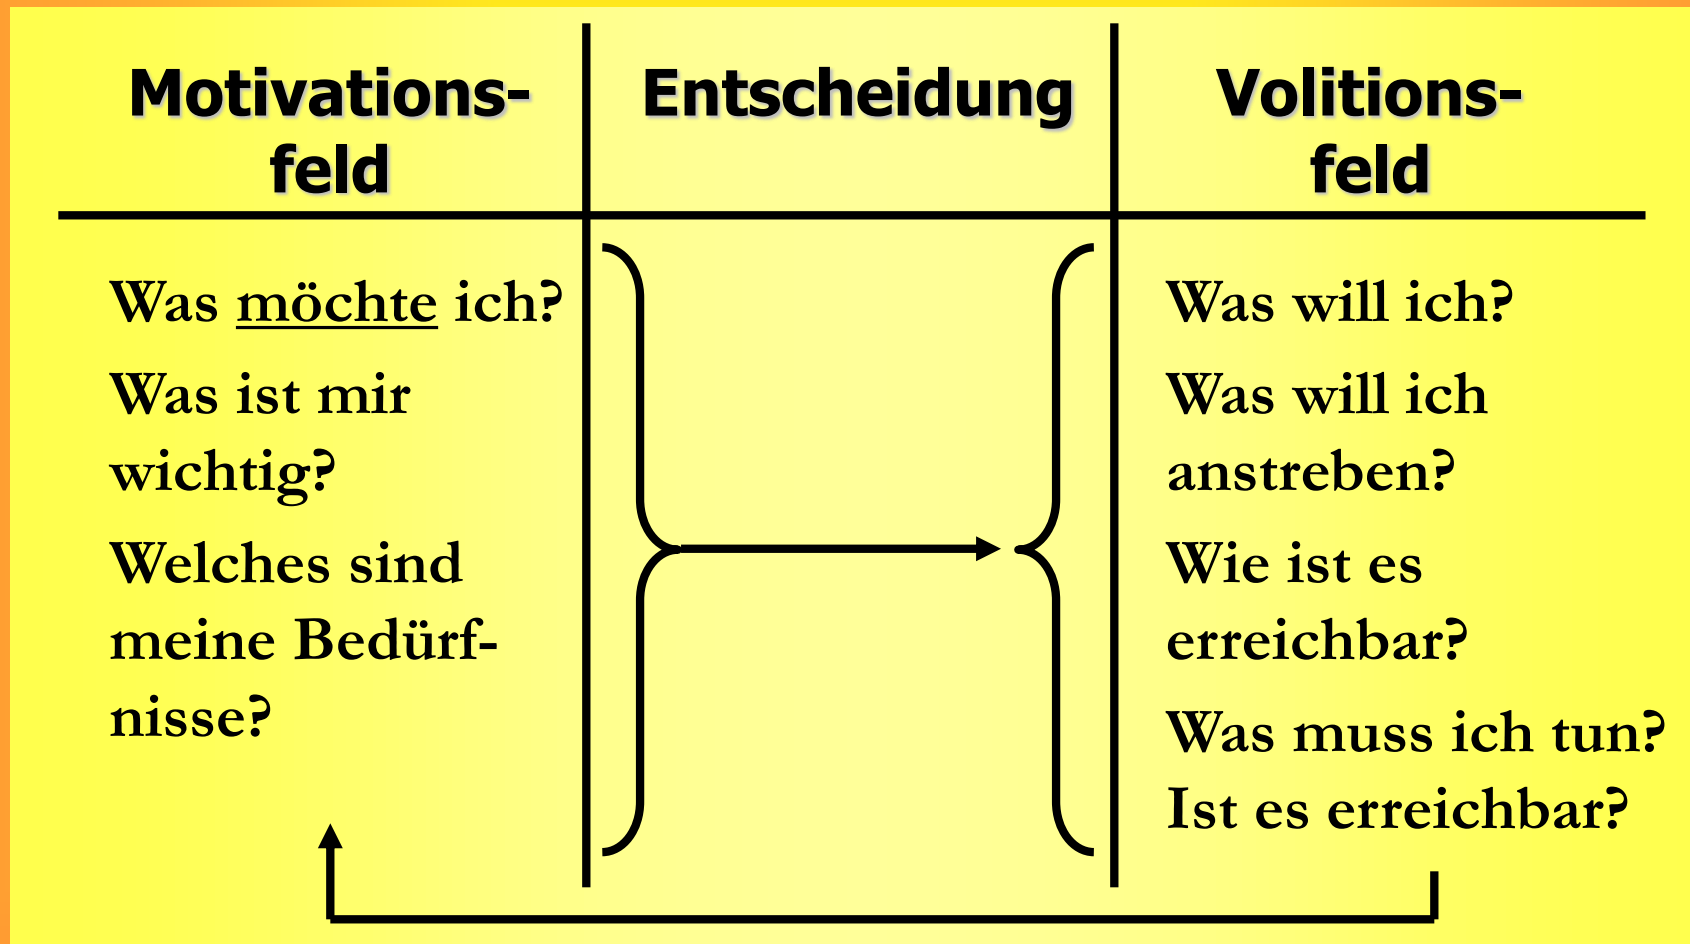 Motivations-
feld
Entscheidung
Volitions-
feld
Was möchte ich?
Was ist mir
wichtig?
Welches sind
meine Bedürf-
nisse?
Was will ich?
Was will ich
anstreben?
Wie ist es
erreichbar?
Was muss ich tun?
Ist es erreichbar?